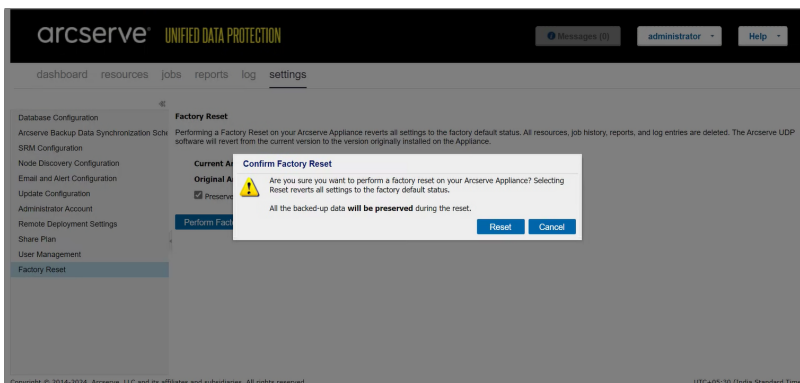 arcserve® UNIFIED DATA PROTECTION
Messages (0)
administrator
Help
dashboard resources jobs reports log settings
Database Configuration
Arcserve Backup Data Synchronization Sche
SRM Configuration
Node Discovery Configuration
Email and Alert Configuration
Update Configuration
Administrator Account
Remote Deployment Settings
Share Plan
User Management
Factory Reset
Factory Reset
Performing a Factory Reset on your Arcserve Appliance reverts all settings to the factory default status. All resources, job history, reports, and log entries are deleted. The Arcserve UDP
software will revert from the current version to the version originally installed on the Appliance.
Current Ar
Original A
Preserve
Perform Facto
Confirm Factory Reset
Are you sure you want to perform a factory reset on your Arcserve Appliance? Selecting
Reset reverts all settings to the factory default status.
All the backed-up data will be preserved during the reset.
Reset
Cancel
Copyright © 2014-2024, Arcserve, LLC and its affiliates and subsidiaries. All rights reserved.
UTC+05:30 (India Standard Time